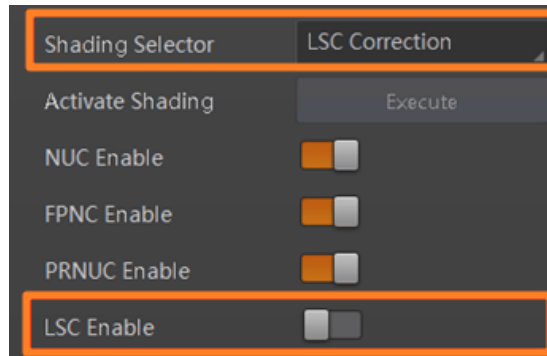 Shading Selector LSC Correction
Activate Shading Execute
NUC Enable
FPNC Enable
PRNUC Enable
LSC Enable